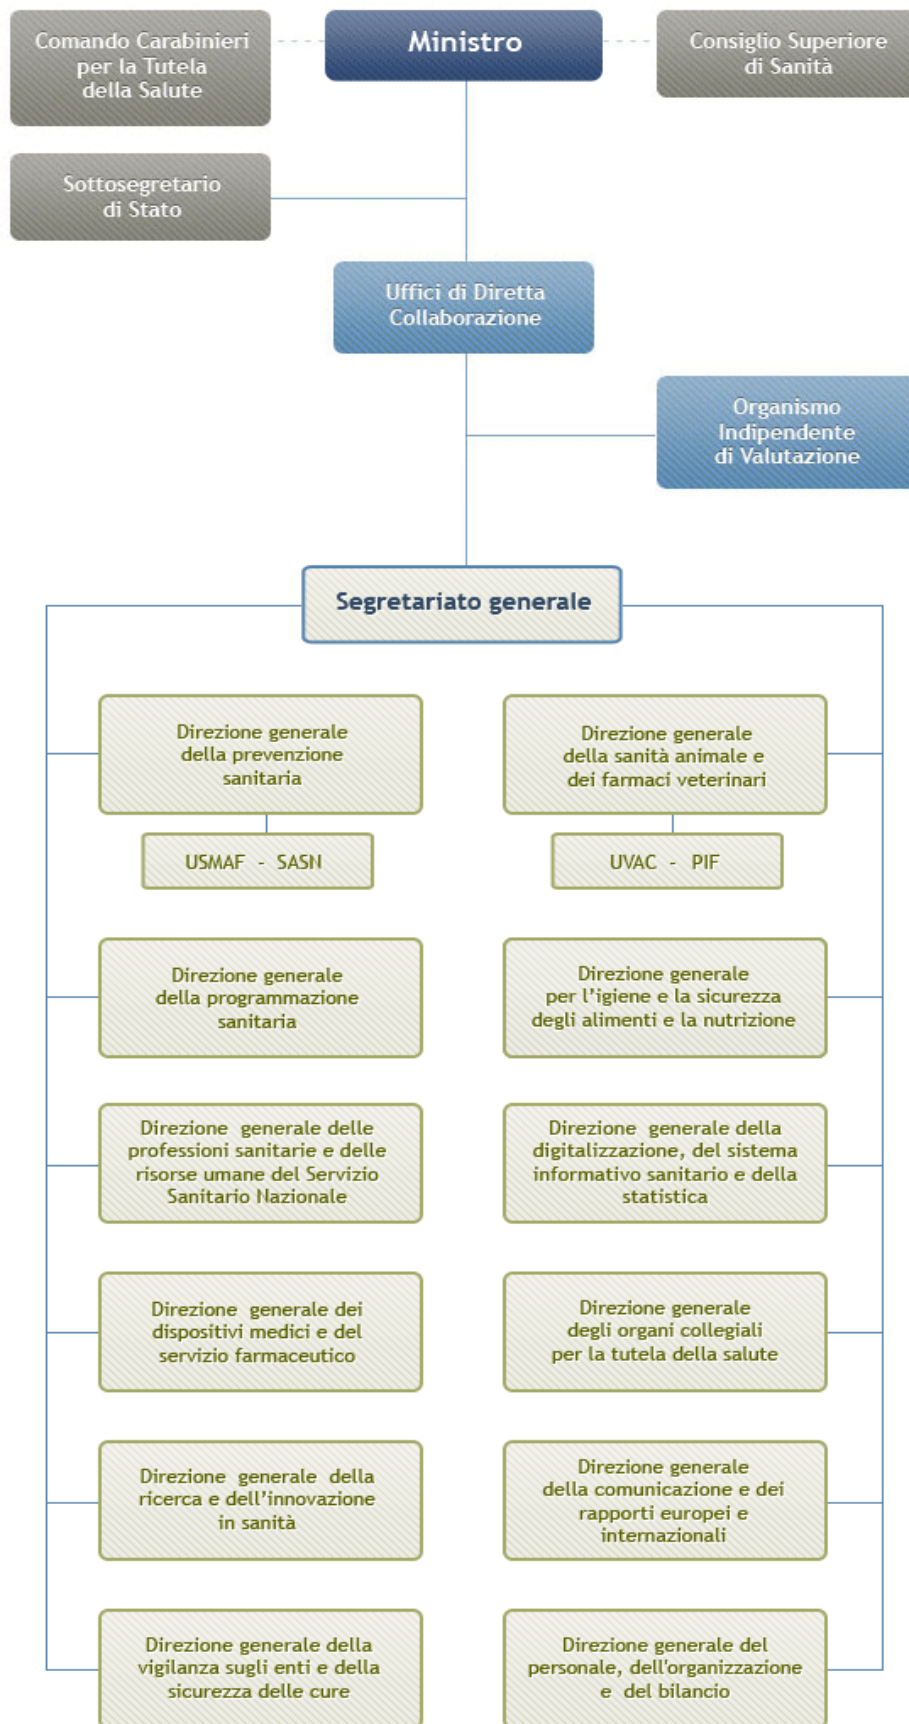 Comando Carabinieri
per la Tutela
della Salute
Ministro
Consiglio Superiore
di Sanità
Sottosegretario
di Stato
Uffici di Diretta
Collaborazione
Organismo
Indipendente
di Valutazione
Segretariato generale
Direzione generale
della prevenzione
sanitaria
Direzione generale
della sanità animale e
dei farmaci veterinari
USMAF - SASN
UVAC - PIF
Direzione generale
della programmazione
sanitaria
Direzione generale
per l'igiene e la sicurezza
degli alimenti e la nutrizione
Direzione generale delle
professioni sanitarie e delle
risorse umane del Servizio
Sanitario Nazionale
Direzione generale della
digitalizzazione, del sistema
informativo sanitario e della
statistica
Direzione generale dei
dispositivi medici e del
servizio farmaceutico
Direzione generale
degli organi collegiali
per la tutela della salute
Direzione generale della
ricerca e dell'innovazione
in sanità
Direzione generale
della comunicazione e dei
rapporti europei e
internazionali
Direzione generale della
vigilanza sugli enti e della
sicurezza delle cure
Direzione generale del
personale, dell'organizzazione
e del bilancio